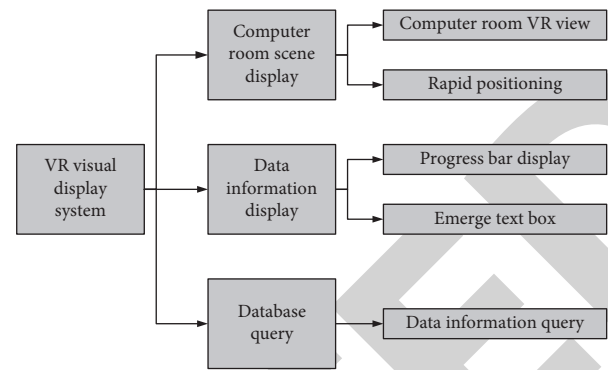 Computer
room scene
display
Computer room VR view
Rapid positioning
VR visual
display
system
Data
information
display
Progress bar display
Emerge text box
Database
query
Data information query